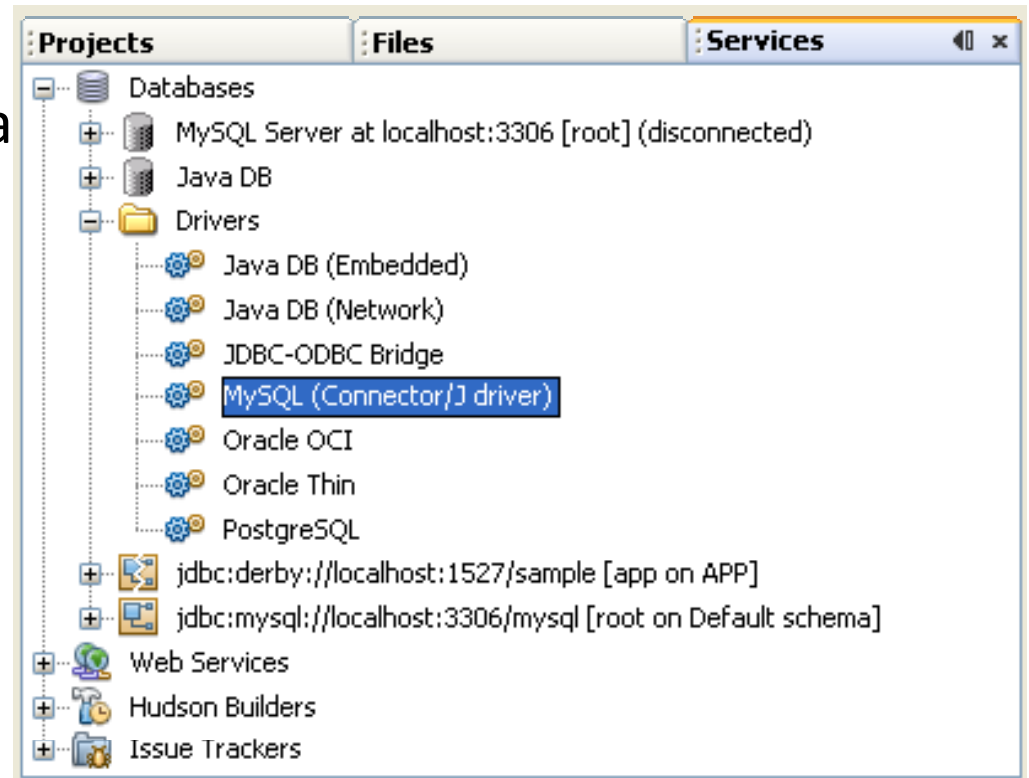 Projects Files Services
Databases
a
MySQL Server at localhost:3306 [root] (disconnected)
Java DB
Drivers
Java DB (Embedded)
Java DB (Network)
JDBC-ODBC Bridge
MySQL (Connector/J driver)
Oracle OCI
Oracle Thin
PostgreSQL
jdbc:derby://localhost:1527/sample [app on APP]
jdbc:mysql://localhost:3306/mysql [root on Default schema]
Web Services
Hudson Builders
Issue Trackers